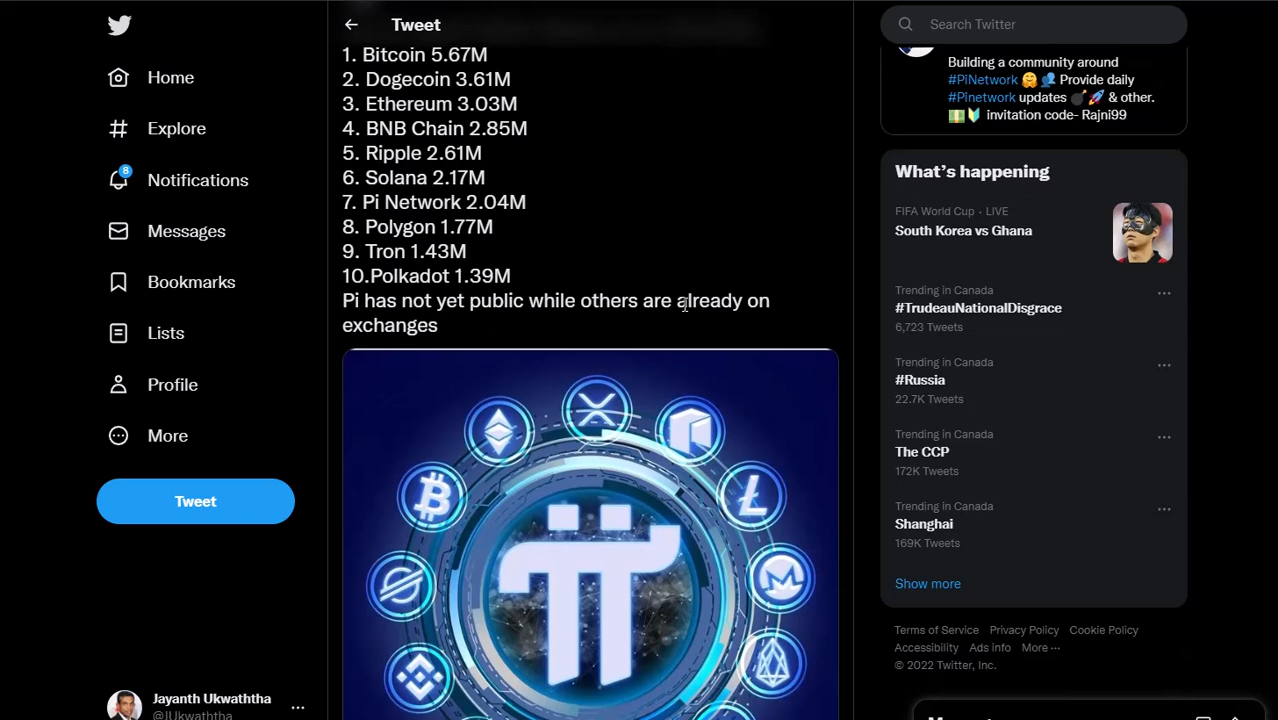 Home
Explore
8
Notifications
Messages
Bookmarks
Lists
Profile
More
Tweet
Jayanth Ukwaththa
@JUkwaththa
Tweet
1. Bitcoin 5.67M
2. Dogecoin 3.61M
3. Ethereum 3.03M
4. BNB Chain 2.85M
5. Ripple 2.61M
6. Solana 2.17M
7. Pi Network 2.04M
8. Polygon 1.77M
9. Tron 1.43M
10.Polkadot 1.39M
Pi has not yet public while others are already on
exchanges
Search Twitter
Building a community around
#PiNetwork 🤗 👥 Provide daily
#Pinetwork updates 💣 🚀 & other.
💵 🔰 invitation code- Rajni99
What's happening
FIFA World Cup · LIVE
South Korea vs Ghana
Trending in Canada
#TrudeauNationalDisgrace
6,723 Tweets
Trending in Canada
#Russia
22.7K Tweets
Trending in Canada
The CCP
172K Tweets
Trending in Canada
Shanghai
169K Tweets
Show more
Terms of Service Privacy Policy Cookie Policy
Accessibility Ads info More ···
© 2022 Twitter, Inc.